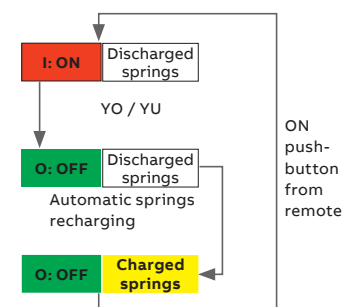 I: ON
Discharged
springs
YO / YU
ON
push-
button
from
remote
O: OFF
Discharged
springs
Automatic springs
recharging
O: OFF
Charged
springs